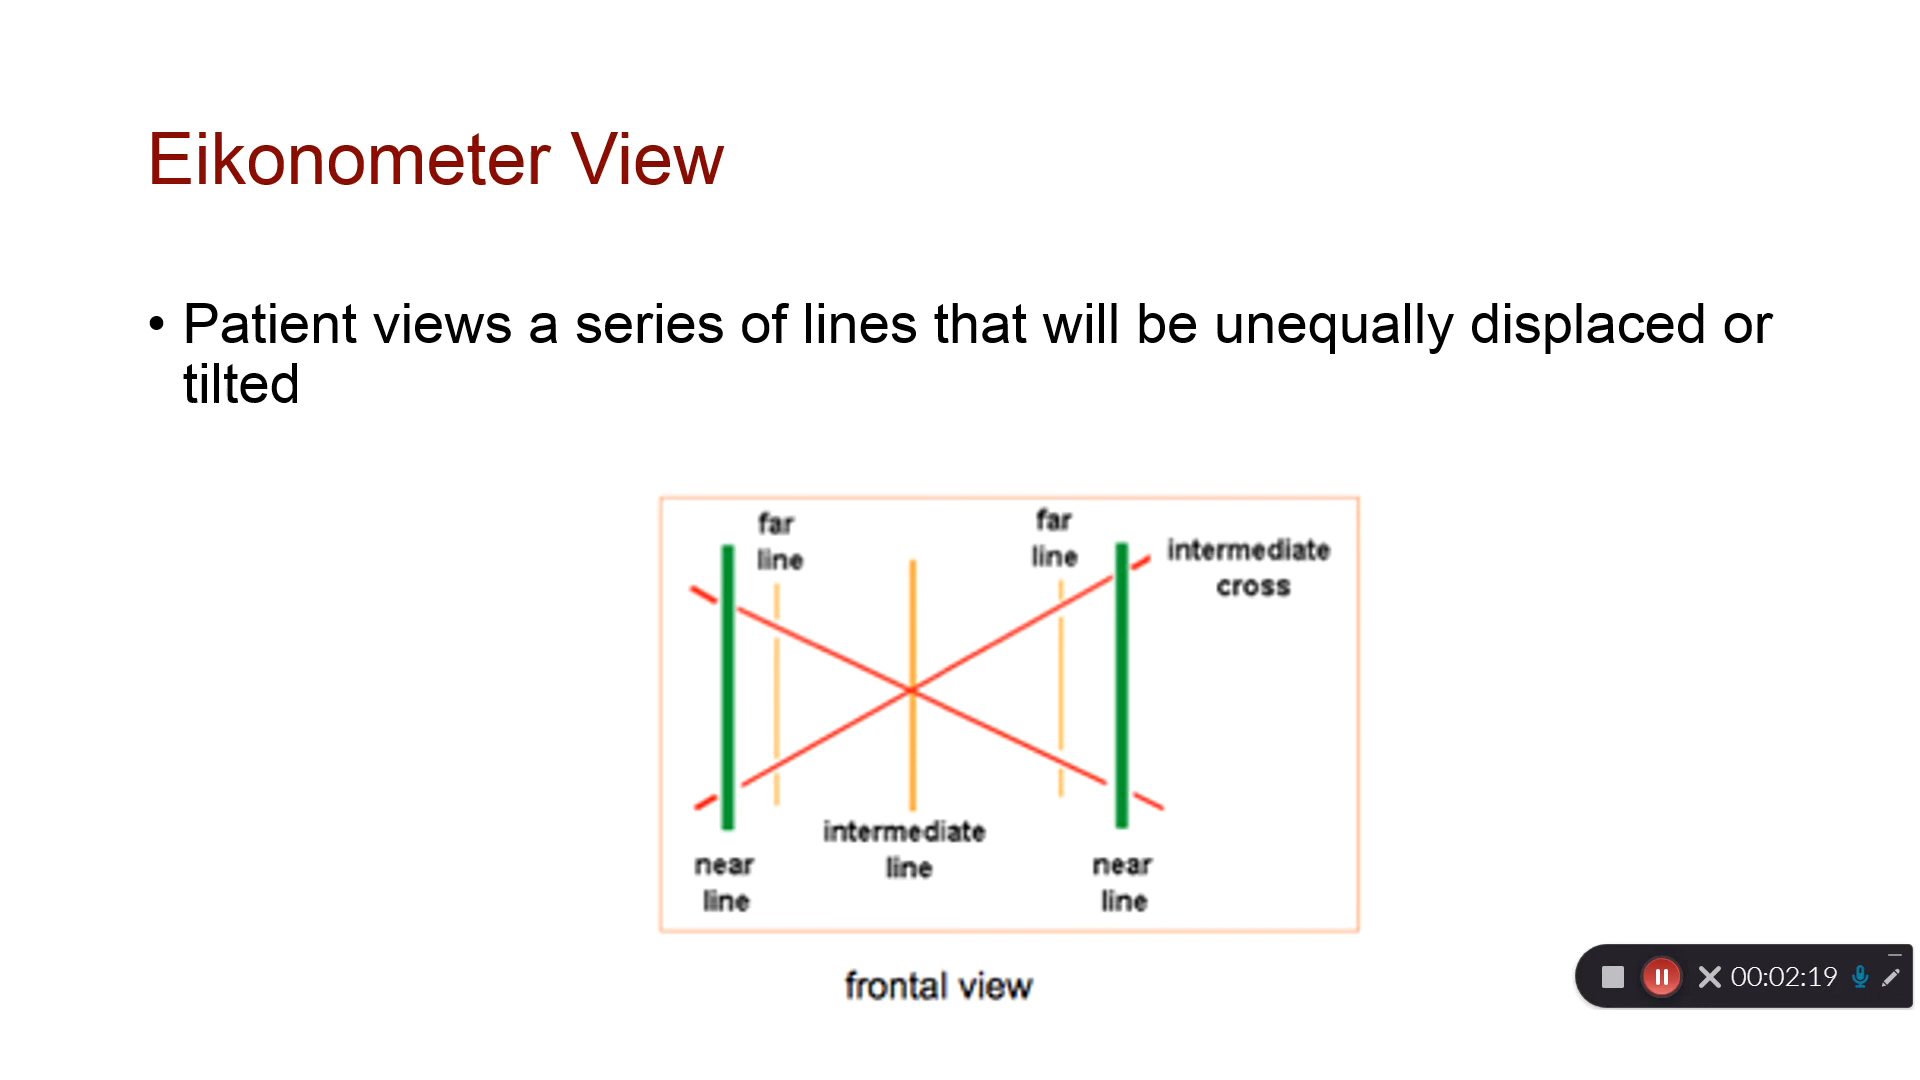 Eikonometer View
• Patient views a series of lines that will be unequally displaced or
tilted
far
line
far
line
intermediate
cross
intermediate
line
near
line
near
line
frontal view
00:02:19